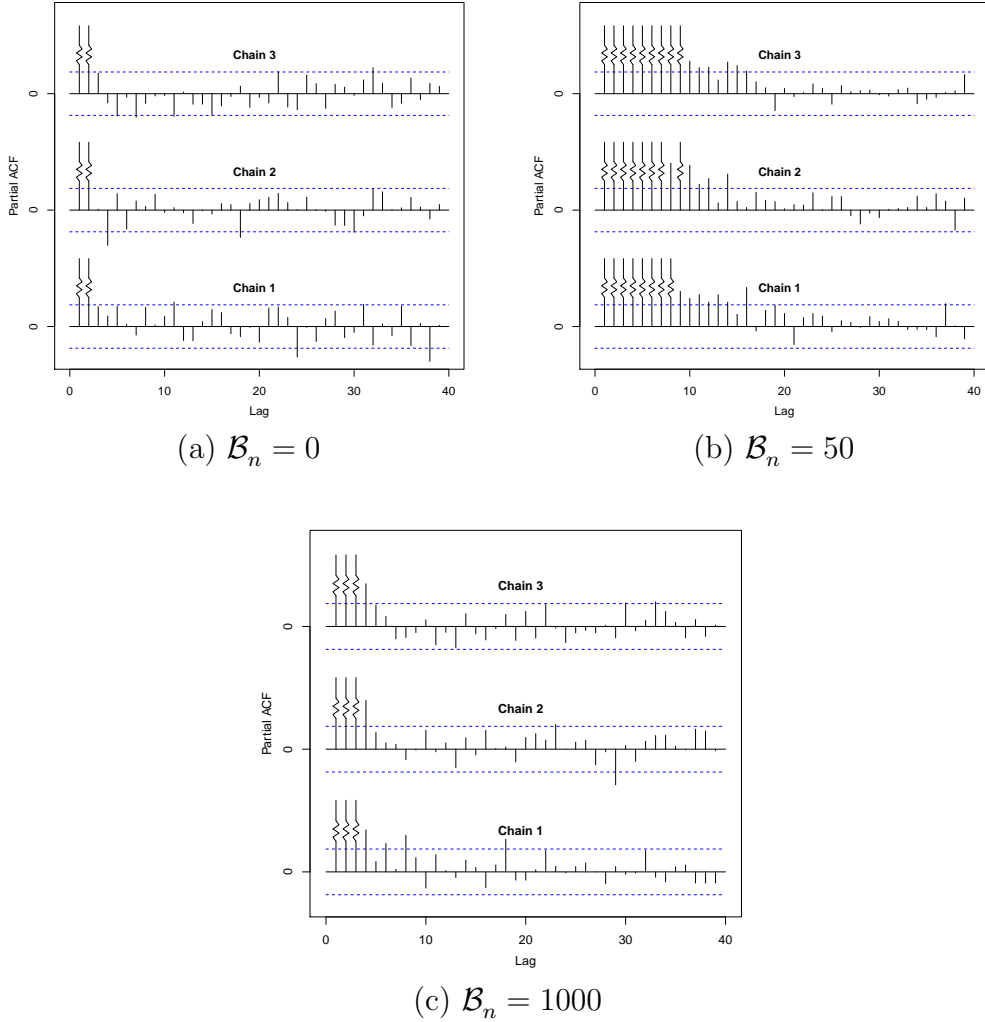 Chain 3
Chain 2
Chain 1
0
0
0
Partial ACF
0 10 20 30 40
Lag
(a) ℬₙ = 0
Chain 3
Chain 2
Chain 1
0
0
0
Partial ACF
0 10 20 30 40
Lag
(b) ℬₙ = 50
Chain 3
Chain 2
Chain 1
0
0
0
Partial ACF
0 10 20 30 40
Lag
(c) ℬₙ = 1000